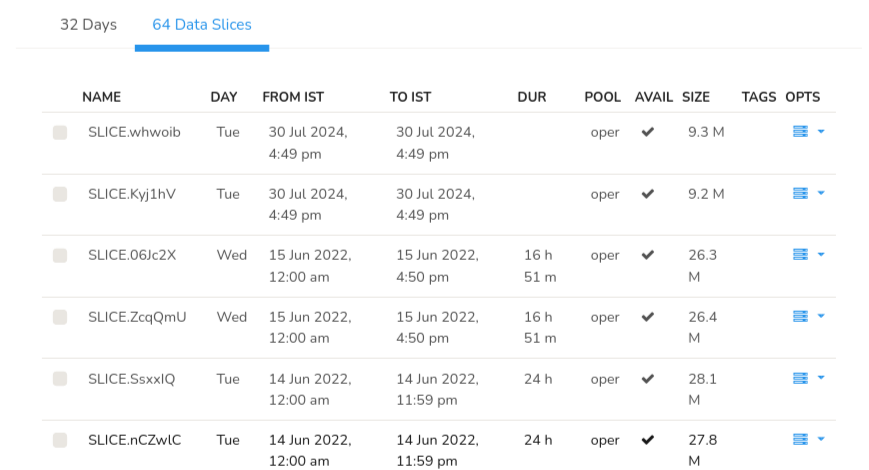 32 Days 64 Data Slices
NAME DAY FROM IST TO IST DUR POOL AVAIL SIZE TAGS OPTS
SLICE.whwoib Tue 30 Jul 2024, 30 Jul 2024, oper 9.3 M
4:49 pm 4:49 pm
SLICE.Kyj1hV Tue 30 Jul 2024, 30 Jul 2024, oper 9.2 M
4:49 pm 4:49 pm
SLICE.06Jc2X Wed 15 Jun 2022, 15 Jun 2022, 16 h oper 26.3
12:00 am 4:50 pm 51 m M
SLICE.ZcqQmU Wed 15 Jun 2022, 15 Jun 2022, 16 h oper 26.4
12:00 am 4:50 pm 51 m M
SLICE.SsxxIQ Tue 14 Jun 2022, 14 Jun 2022, 24 h oper 28.1
12:00 am 11:59 pm M
SLICE.nCZwlC Tue 14 Jun 2022, 14 Jun 2022, 24 h oper 27.8
12:00 am 11:59 pm M